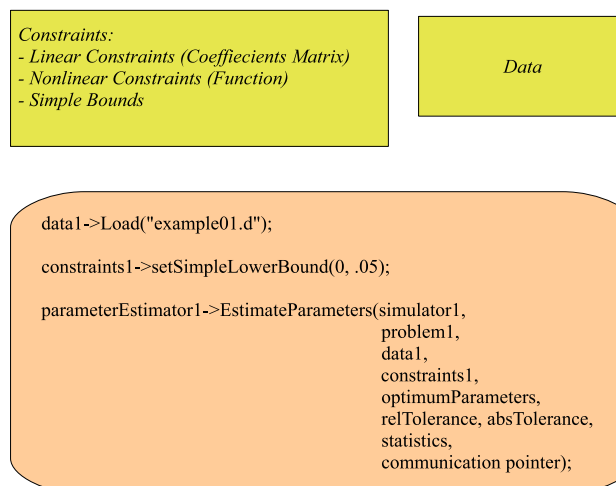 Constraints:
- Linear Constraints (Coeffiecients Matrix)
- Nonlinear Constraints (Function)
- Simple Bounds
Data
data1->Load("example01.d");
constraints1->setSimpleLowerBound(0, .05);
parameterEstimator1->EstimateParameters(simulator1,
problem1,
data1,
constraints1,
optimumParameters,
relTolerance, absTolerance,
statistics,
communication pointer);